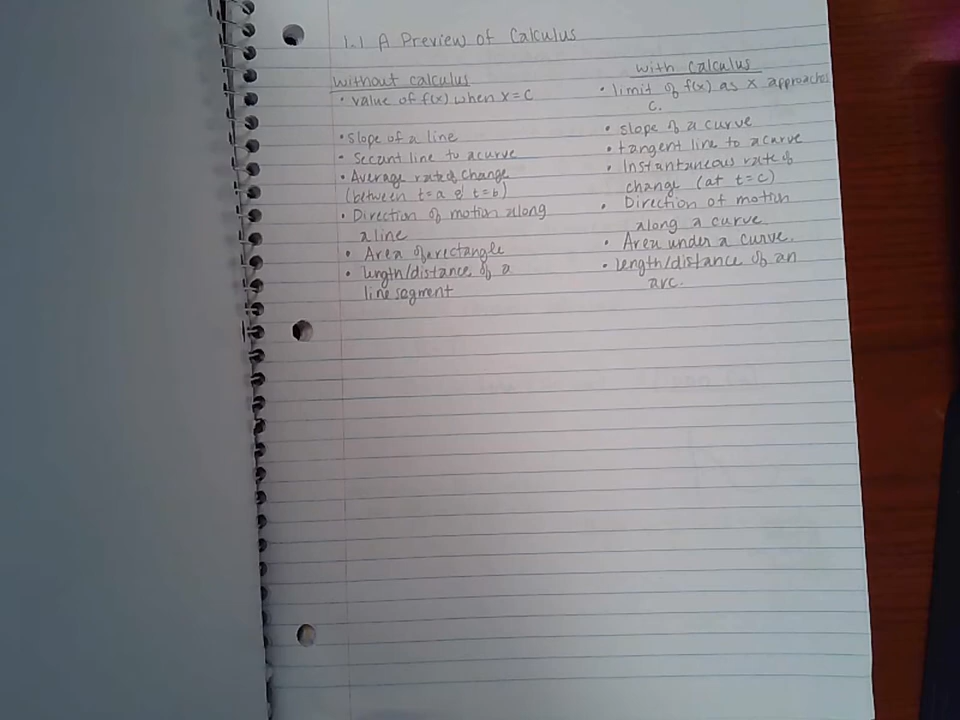 1.1 A Preview of Calculus
without calculus
• value of f(x) when x=c
• slope of a line
• secant line to a curve
• Average rate of change
(between t=a & t=b)
• Direction of motion along
a line
• Area of rectangle
• length/distance of a
line segment
with calculus
• limit of f(x) as x approaches
c.
• slope of a curve
• tangent line to a curve
• Instantaneous rate of
change (at t=c)
• Direction of motion
along a curve
• Area under a curve.
• length/distance of an
arc.